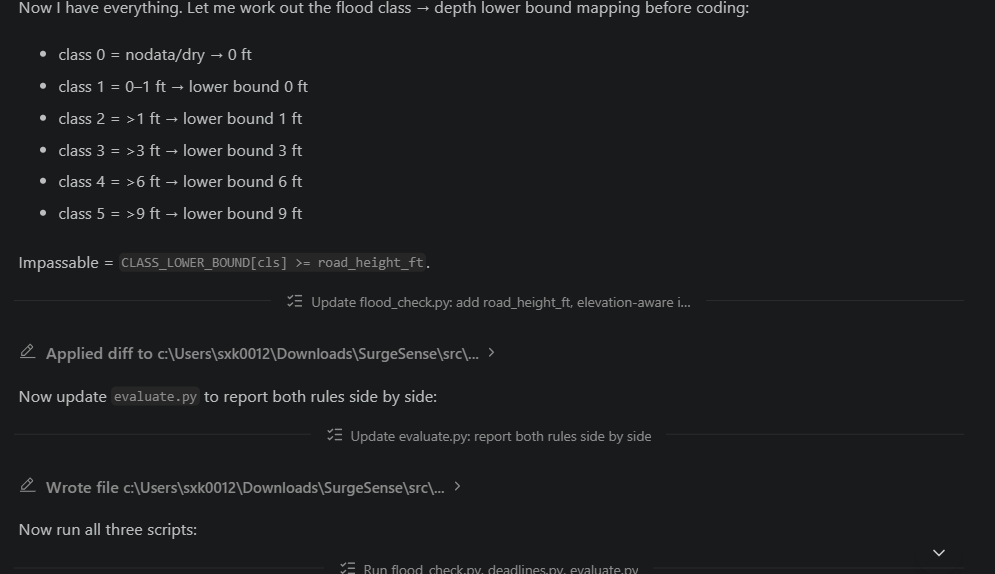 Now I have everything. Let me work out the flood class → depth lower bound mapping before coding:
• class 0 = nodata/dry → 0 ft
• class 1 = 0–1 ft → lower bound 0 ft
• class 2 = >1 ft → lower bound 1 ft
• class 3 = >3 ft → lower bound 3 ft
• class 4 = >6 ft → lower bound 6 ft
• class 5 = >9 ft → lower bound 9 ft
Impassable = CLASS_LOWER_BOUND[cls] >= road_height_ft.
Update flood_check.py: add road_height_ft, elevation-aware i...
Applied diff to c:\Users\sxk0012\Downloads\SurgeSense\src\...
Now update evaluate.py to report both rules side by side:
Update evaluate.py: report both rules side by side
Wrote file c:\Users\sxk0012\Downloads\SurgeSense\src\...
Now run all three scripts:
Run flood_check.py, deadlines.py, evaluate.py